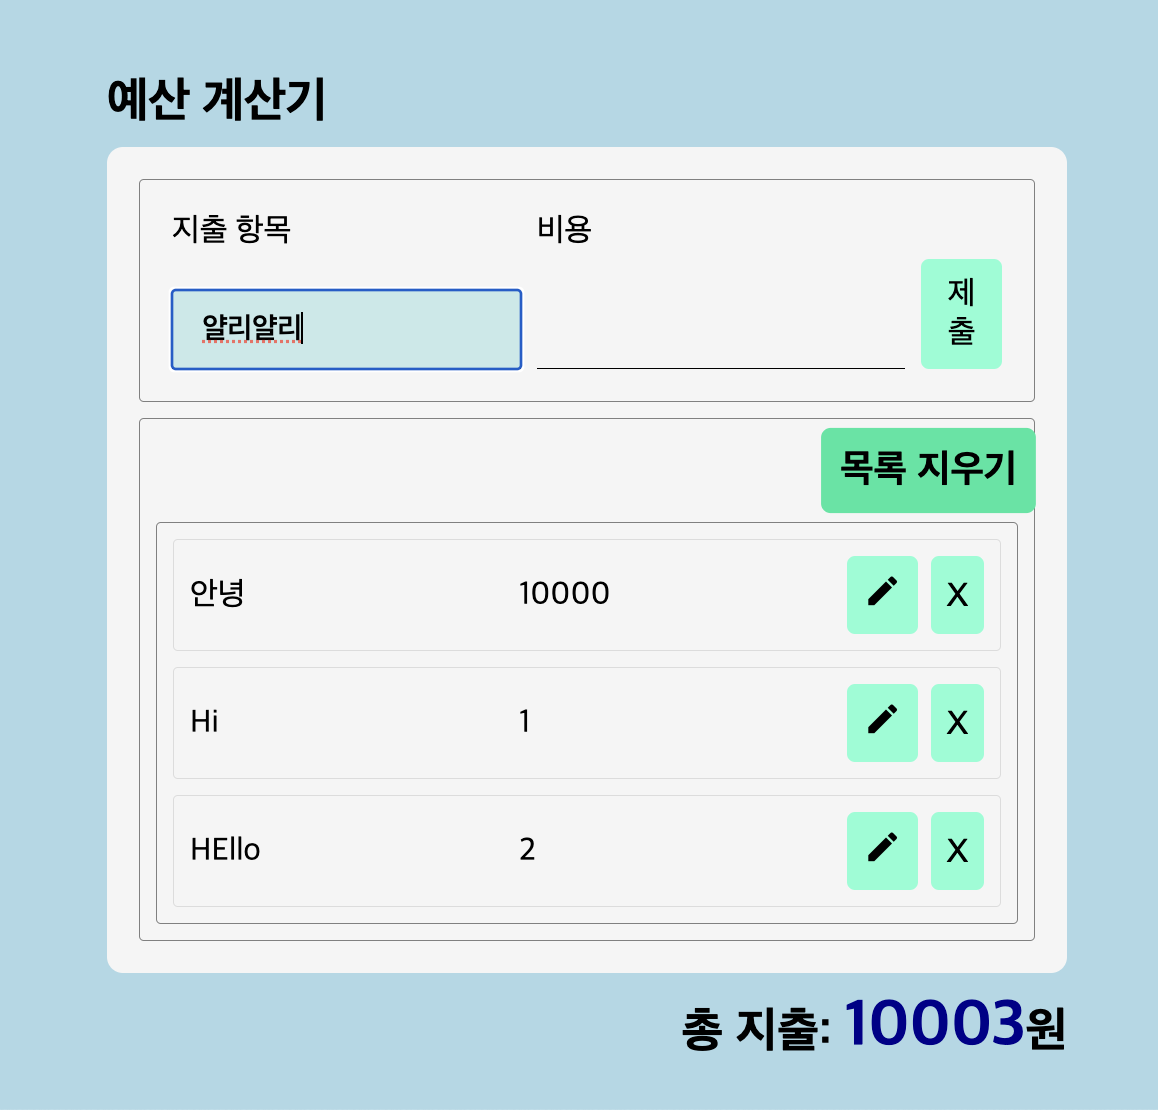 예산 계산기
지출 항목 비용
얄리얄리
제
출
목록 지우기
안녕 10000 X
Hi 1 X
HEllo 2 X
총 지출: 10003원